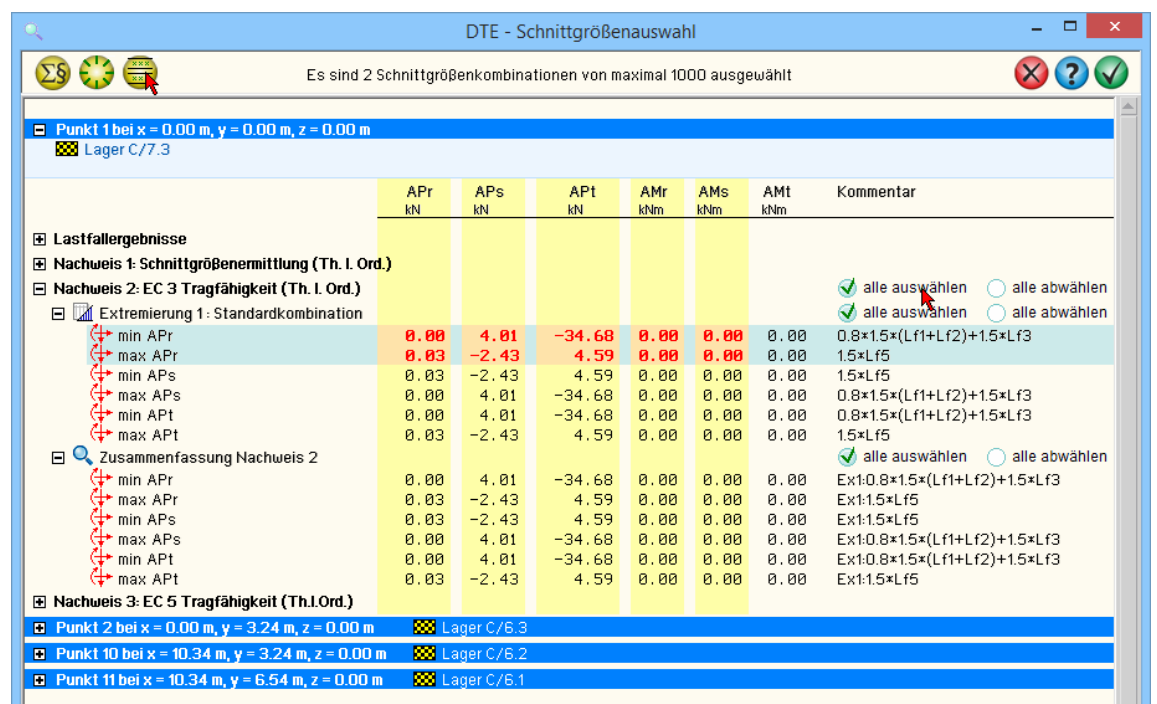 DTE - Schnittgrößenauswahl
Es sind 2 Schnittgrößenkombinationen von maximal 1000 ausgewählt
Punkt 1 bei x = 0.00 m, y = 0.00 m, z = 0.00 m
Lager C/7.3
APr APs APt AMr AMs AMt Kommentar
kN kN kN kNm kNm kNm
Lastfallergebnisse
Nachweis 1: Schnittgrößenermittlung (Th. I. Ord.)
Nachweis 2: EC 3 Tragfähigkeit (Th. I. Ord.) alle auswählen alle abwählen
Extremierung 1 : Standardkombination alle auswählen alle abwählen
min APr 0.00 4.01 -34.68 0.00 0.00 0.00 0.8*1.5*(Lf1+Lf2)+1.5*Lf3
max APr 0.03 -2.43 4.59 0.00 0.00 0.00 1.5*Lf5
min APs 0.03 -2.43 4.59 0.00 0.00 0.00 1.5*Lf5
max APs 0.00 4.01 -34.68 0.00 0.00 0.00 0.8*1.5*(Lf1+Lf2)+1.5*Lf3
min APt 0.00 4.01 -34.68 0.00 0.00 0.00 0.8*1.5*(Lf1+Lf2)+1.5*Lf3
max APt 0.03 -2.43 4.59 0.00 0.00 0.00 1.5*Lf5
Zusammenfassung Nachweis 2 alle auswählen alle abwählen
min APr 0.00 4.01 -34.68 0.00 0.00 0.00 Ex1:0.8*1.5*(Lf1+Lf2)+1.5*Lf3
max APr 0.03 -2.43 4.59 0.00 0.00 0.00 Ex1:1.5*Lf5
min APs 0.03 -2.43 4.59 0.00 0.00 0.00 Ex1:1.5*Lf5
max APs 0.00 4.01 -34.68 0.00 0.00 0.00 Ex1:0.8*1.5*(Lf1+Lf2)+1.5*Lf3
min APt 0.00 4.01 -34.68 0.00 0.00 0.00 Ex1:0.8*1.5*(Lf1+Lf2)+1.5*Lf3
max APt 0.03 -2.43 4.59 0.00 0.00 0.00 Ex1:1.5*Lf5
Nachweis 3: EC 5 Tragfähigkeit (Th.I.Ord.)
Punkt 2 bei x = 0.00 m, y = 3.24 m, z = 0.00 m Lager C/6.3
Punkt 10 bei x = 10.34 m, y = 3.24 m, z = 0.00 m Lager C/6.2
Punkt 11 bei x = 10.34 m, y = 6.54 m, z = 0.00 m Lager C/6.1